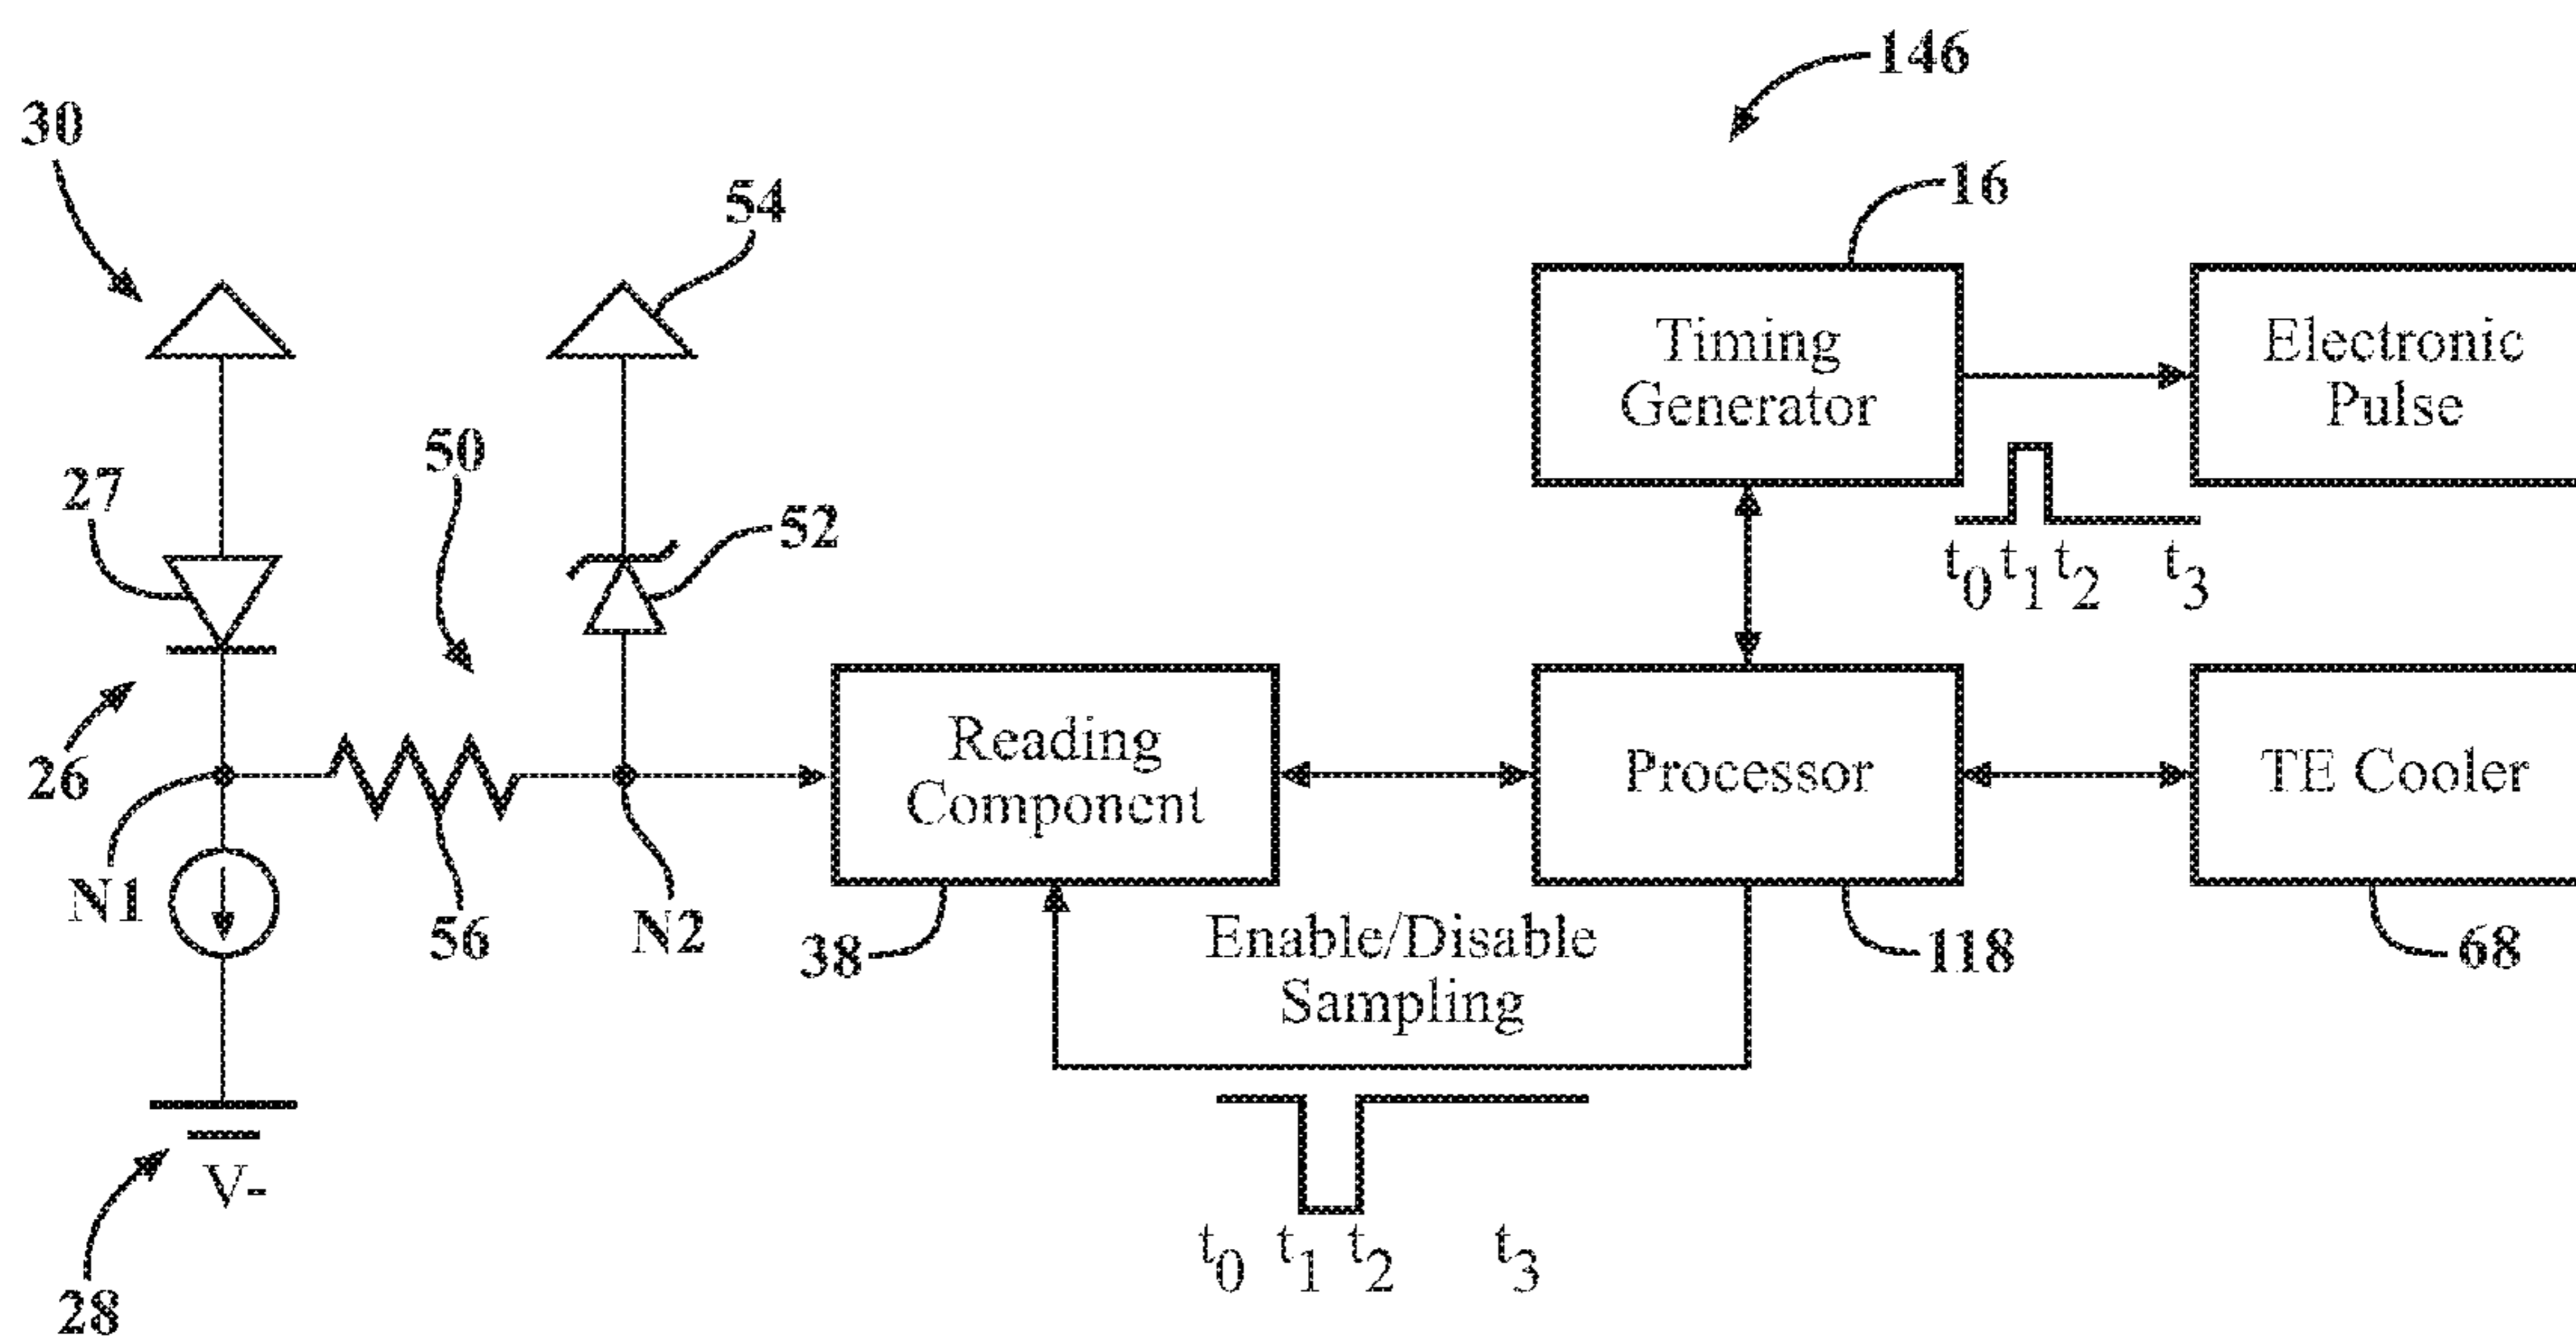 146
30
16
54
Timing
Generator
Electronic
Pulse
50
27
52
t0 t1 t2 t3
Reading
Component
Processor
TE Cooler
26
N1
56
N2
38
Enable/Disable
Sampling
118
68
V-
t0 t1 t2 t3
28